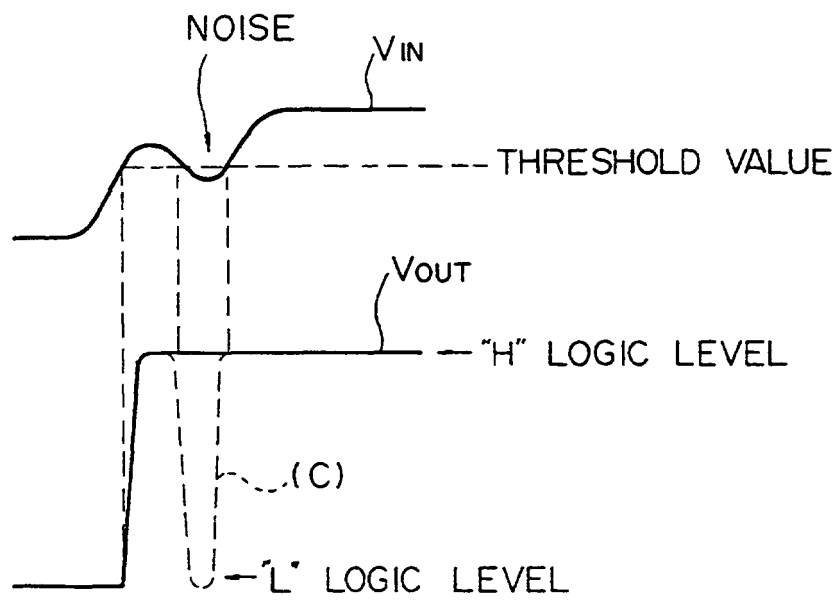 NOISE
VIN
THRESHOLD VALUE
VOUT
"H" LOGIC LEVEL
(C)
"L" LOGIC LEVEL